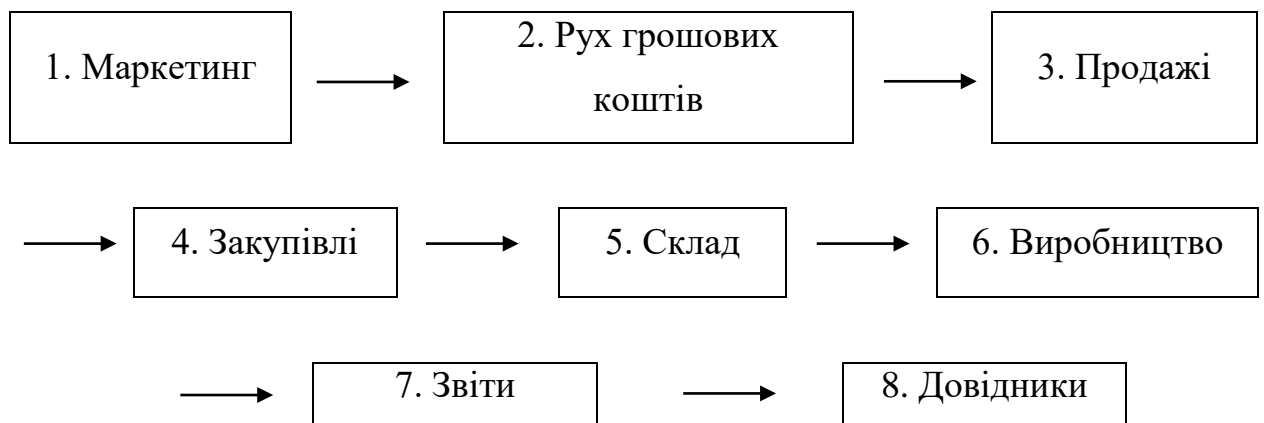 1. Маркетинг
2. Рух грошових
коштів
3. Продажі
4. Закупівлі
5. Склад
6. Виробництво
7. Звіти
8. Довідники